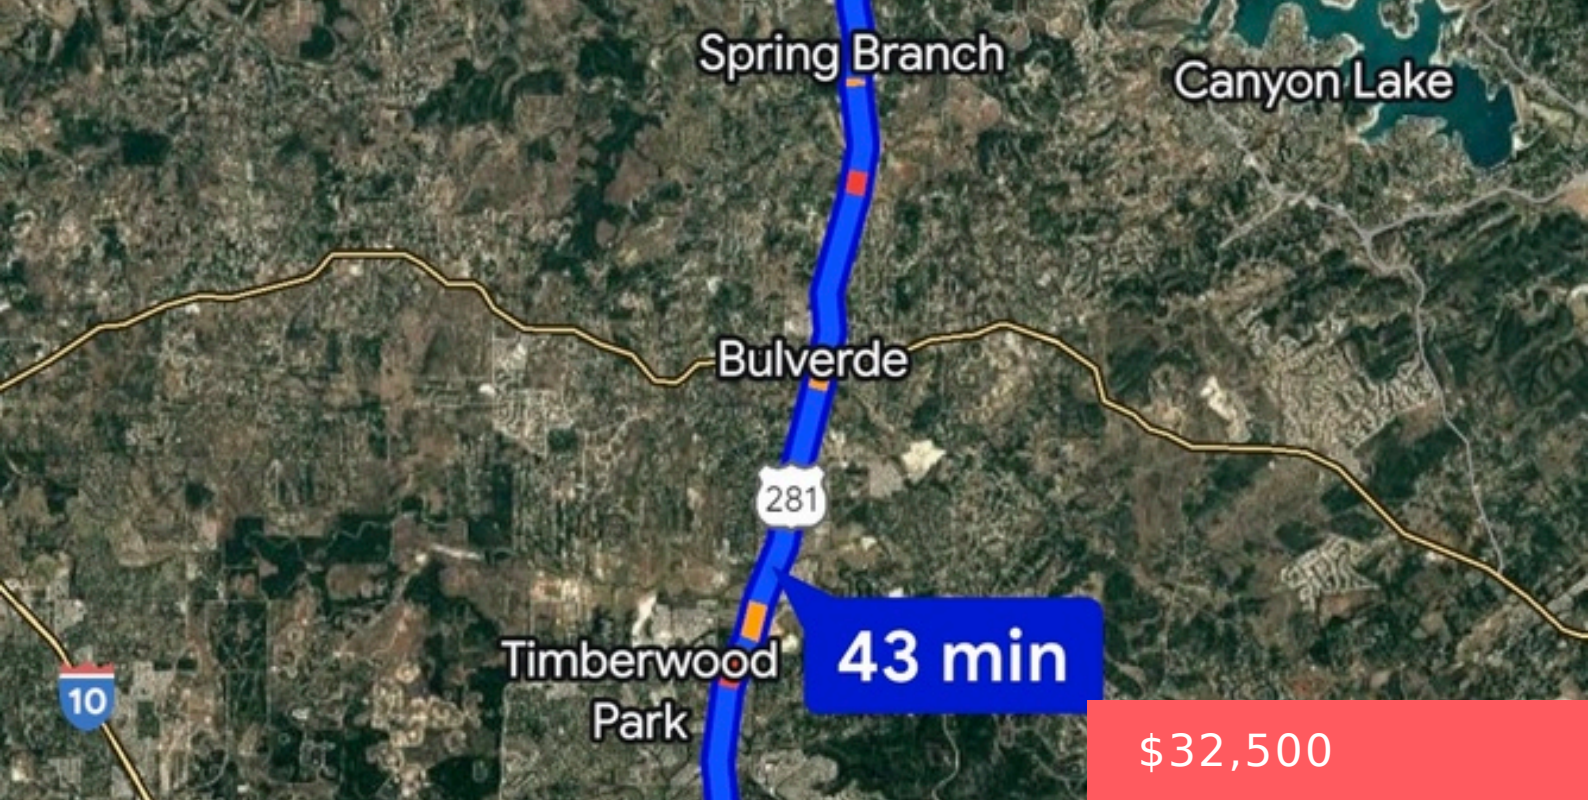 Spring Branch
Canyon Lake
Bulverde
281
Timberwood
Park
43 min
10
$32,500